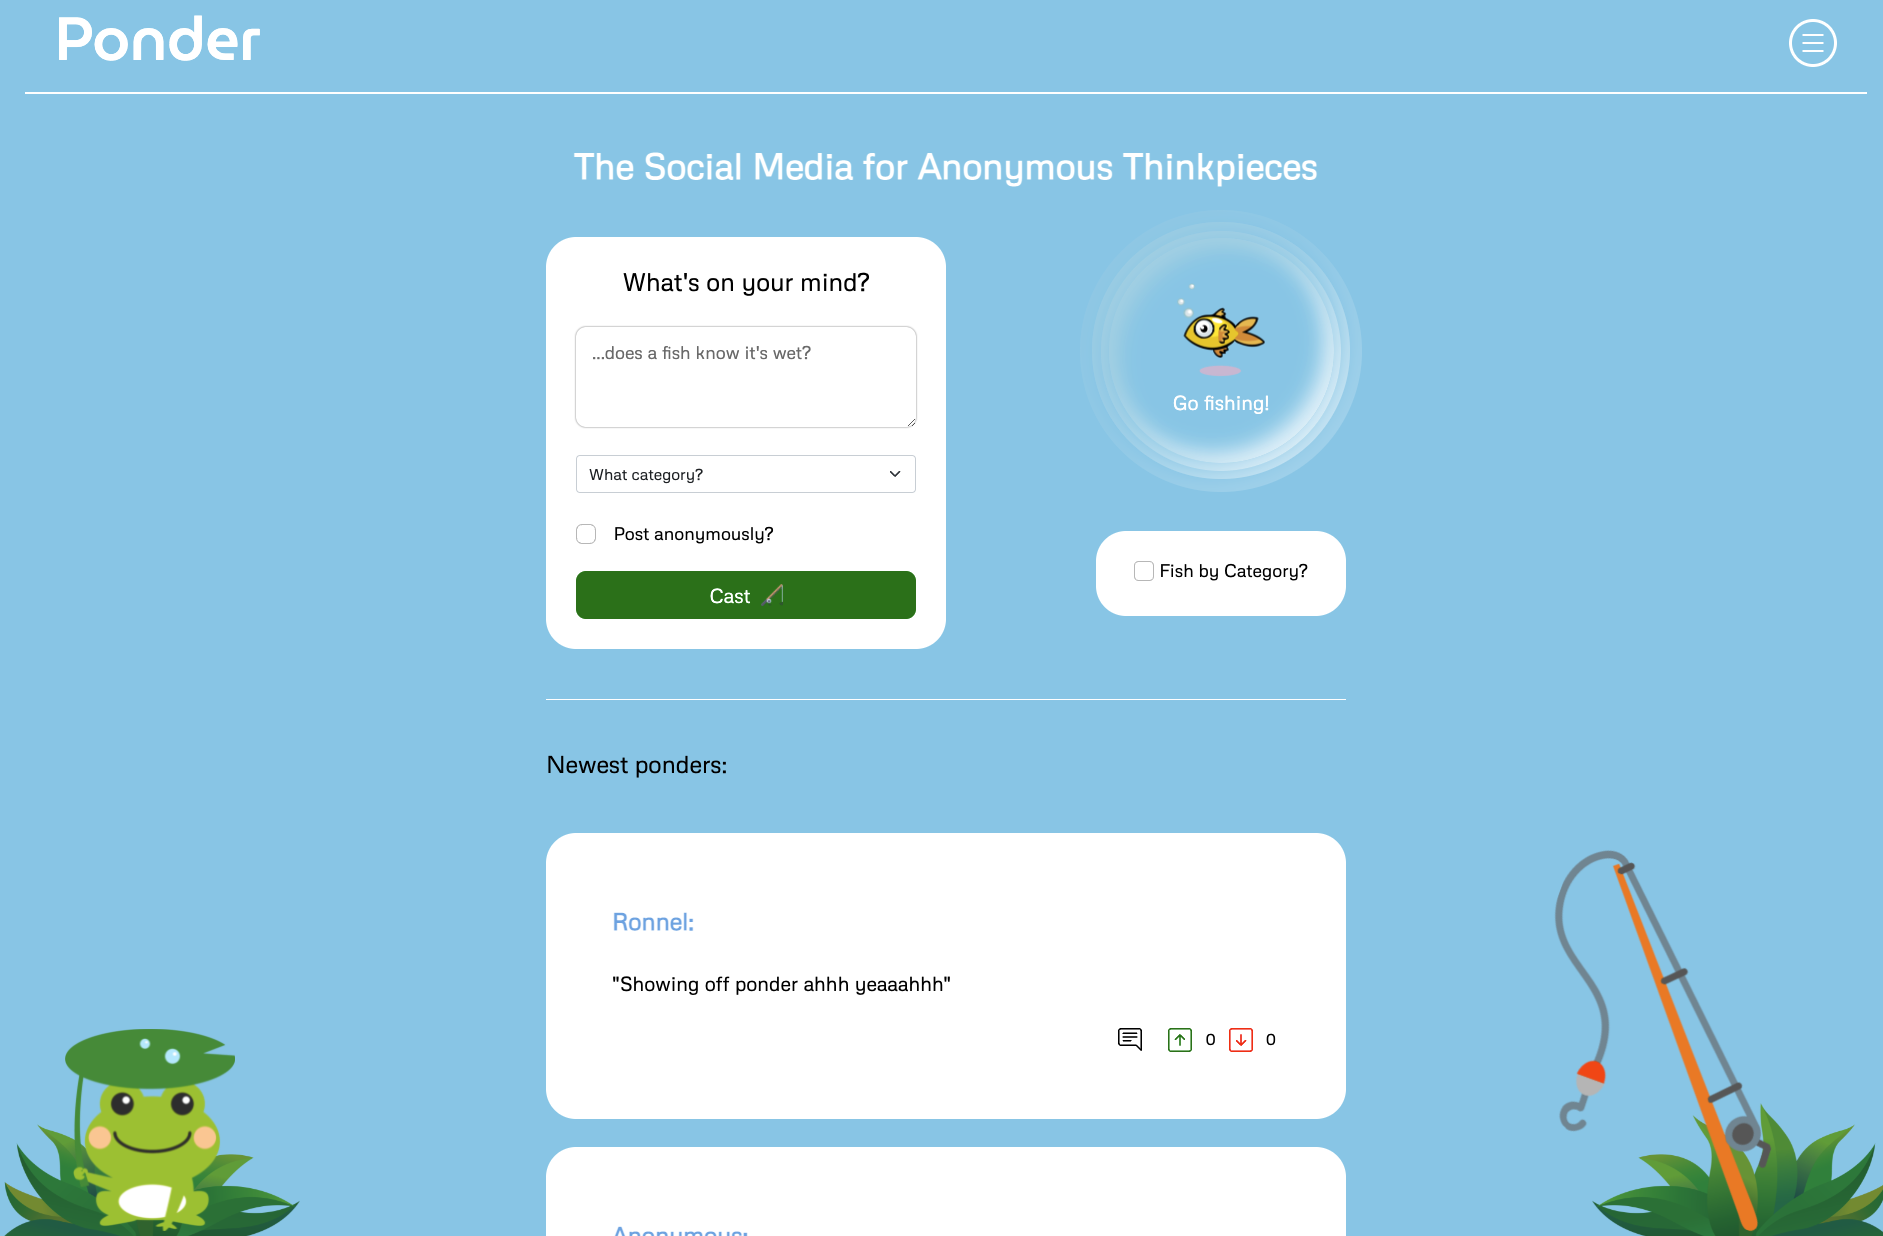 Ponder
The Social Media for Anonymous Thinkpieces
What's on your mind?
...does a fish know it's wet?
What category?
Post anonymously?
Cast
Go fishing!
Fish by Category?
Newest ponders:
Ronnel:
"Showing off ponder ahhh yeaaahhh"
0 0
Anonymous: